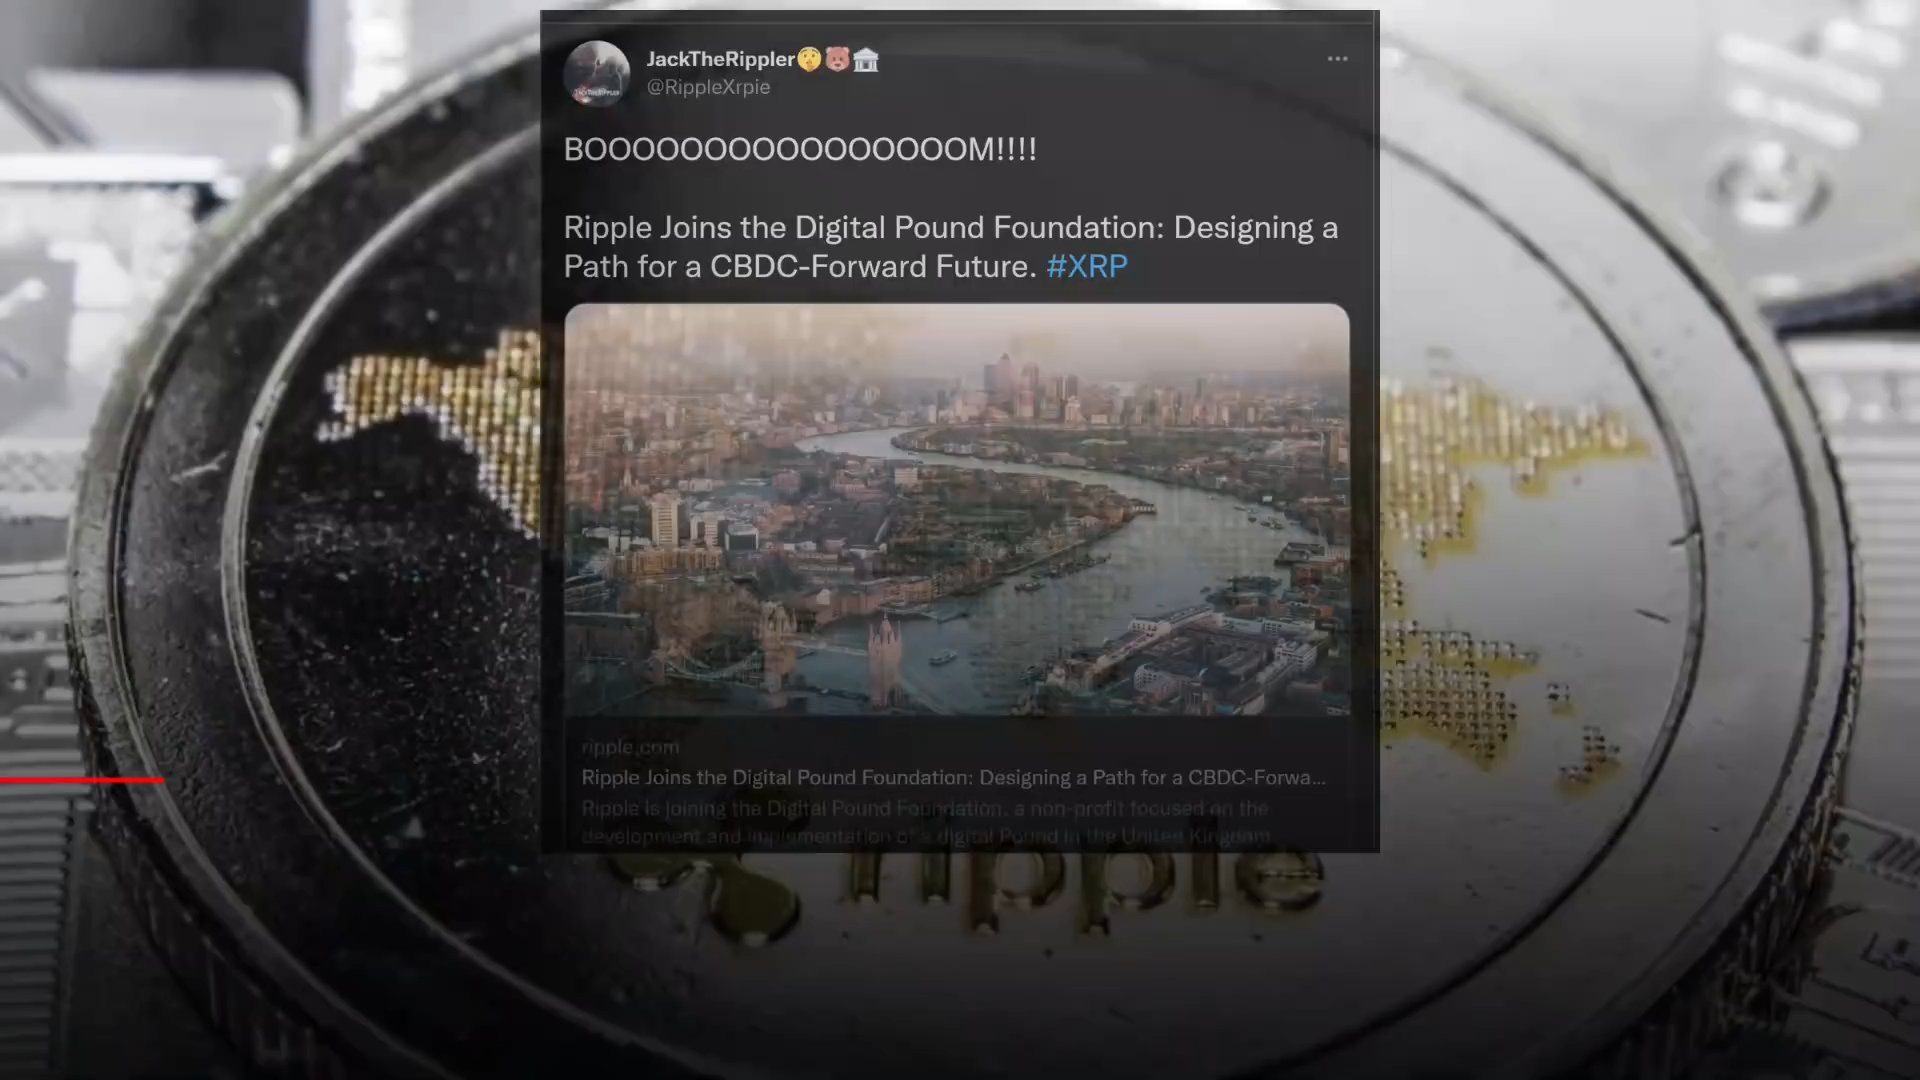 JackTheRippler🤫🐻🏛️
@RippleXrpie
BOOOOOOOOOOOOOOOOM!!!!
Ripple Joins the Digital Pound Foundation: Designing a
Path for a CBDC-Forward Future. #XRP
ripple.com
Ripple Joins the Digital Pound Foundation: Designing a Path for a CBDC-Forwa...
Ripple is joining the Digital Pound Foundation, a non-profit focused on the
development and implementation of a digital Pound in the United Kingdom
ripple